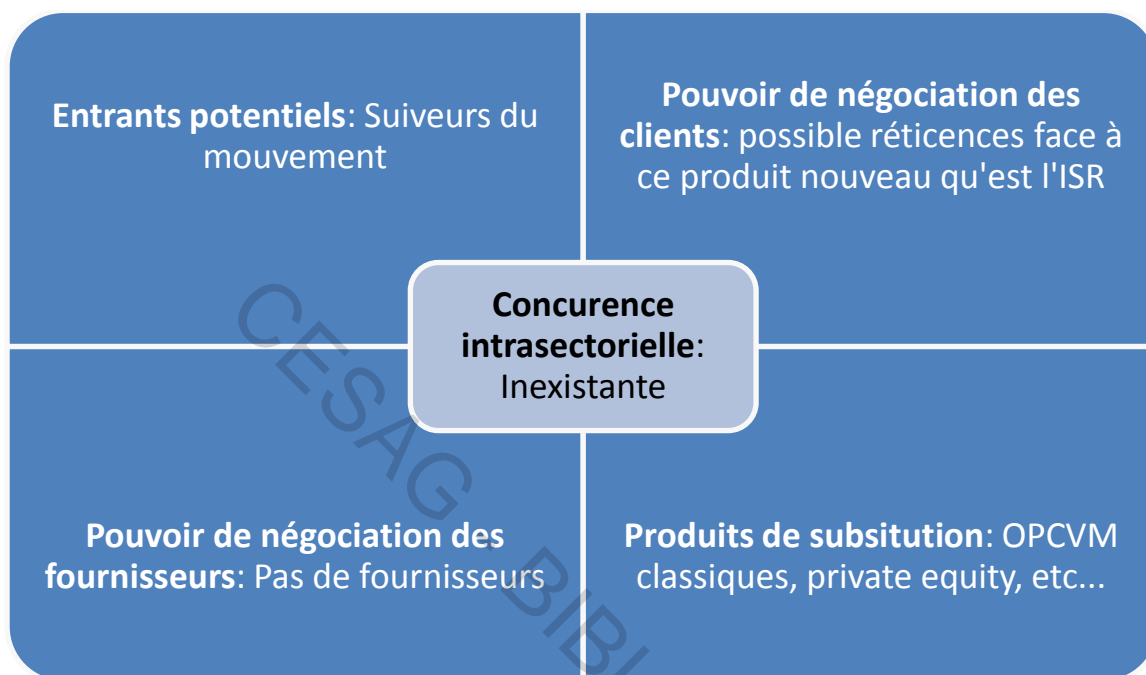 Entrants potentiels: Suiveurs du
mouvement
Pouvoir de négociation des
clients: possible réticences face à
ce produit nouveau qu'est l'ISR
Concurence
intrasectorielle:
Inexistante
Pouvoir de négociation des
fournisseurs: Pas de fournisseurs
Produits de subsitution: OPCVM
classiques, private equity, etc...
CESAG - BIBL